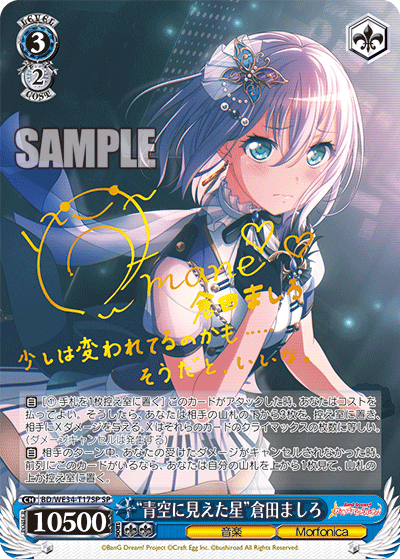 LEVEL
3
2
COST
SAMPLE
Amane
倉田ましろ
少しは変われてるのかも……
そうだと、いいな。
自 [① 手札を1枚控え室に置く] このカードがアタックした時、あなたはコストを
払ってよい。そうしたら、あなたは相手の山札の下から3枚を、控え室に置き、
相手にXダメージを与える。Xはそれらのカードのクライマックスの枚数に等しい。
(ダメージキャンセルは発生する)
自 相手のターン中、あなたの受けたダメージがキャンセルされなかった時、
前列にこのカードがいるなら、あなたは自分の山札を上から1枚見て、山札
の上か控え室に置く。
CH BD/WE34-T17SP SP
"青空に見えた星"倉田ましろ
10500
音楽
Morfonica
©BanG Dream! Project ©Craft Egg Inc. ©bushiroad All Rights Reserved.